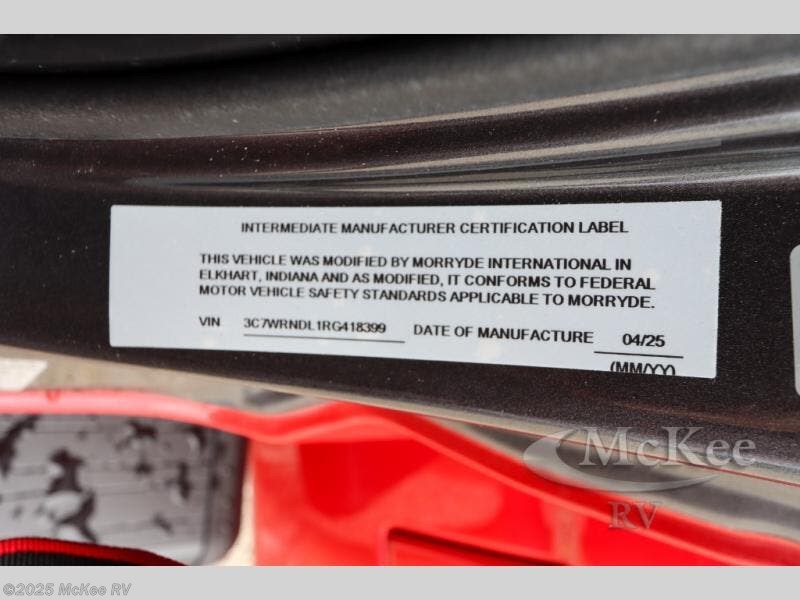 INTERMEDIATE MANUFACTURER CERTIFICATION LABEL
THIS VEHICLE WAS MODIFIED BY MORRYDE INTERNATIONAL IN
ELKHART, INDIANA AND AS MODIFIED, IT CONFORMS TO FEDERAL
MOTOR VEHICLE SAFETY STANDARDS APPLICABLE TO MORRYDE.
VIN 3C7WRNDL1RG418399 DATE OF MANUFACTURE 04/25
(MM/YY)
McKee
RV
©2025 McKee RV